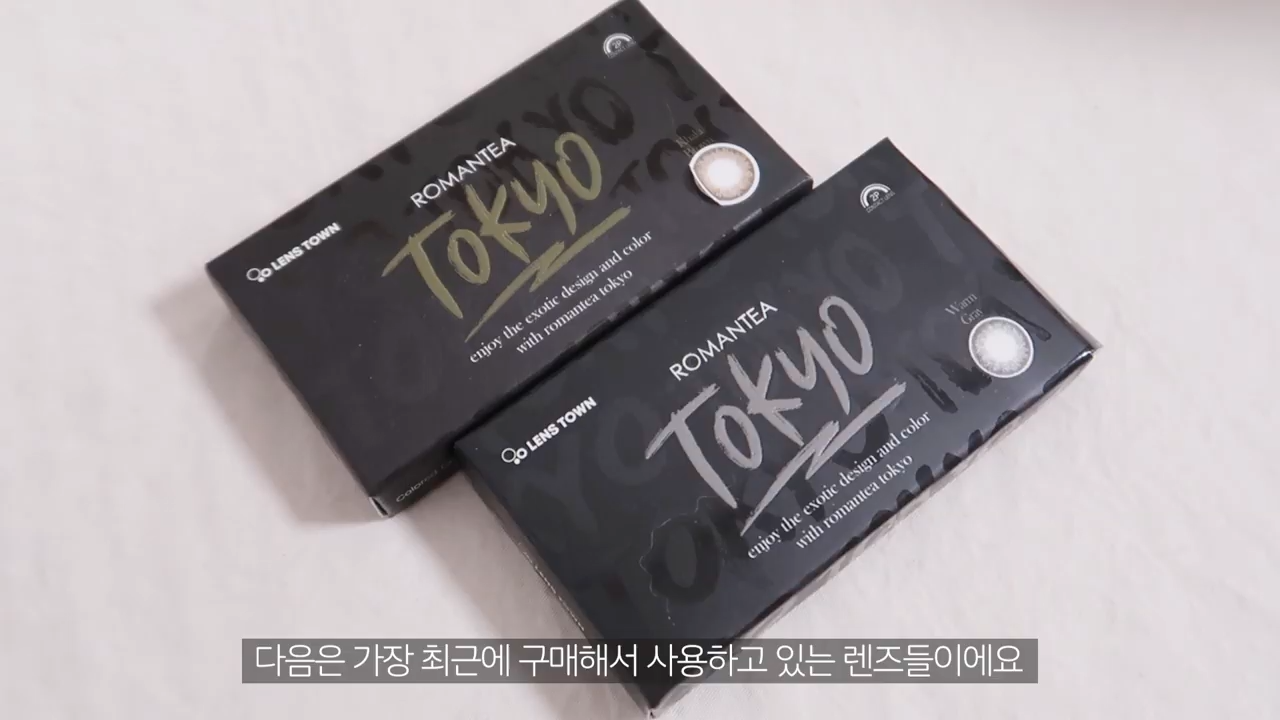 2P
ROMANTEA
TOKYO
LENS TOWN
enjoy the exotic design and color
with romantea tokyo
2P
Warm
Gray
ROMANTEA
TOKYO
LENS TOWN
enjoy the exotic design and color
with romantea tokyo
다음은 가장 최근에 구매해서 사용하고 있는 렌즈들이에요